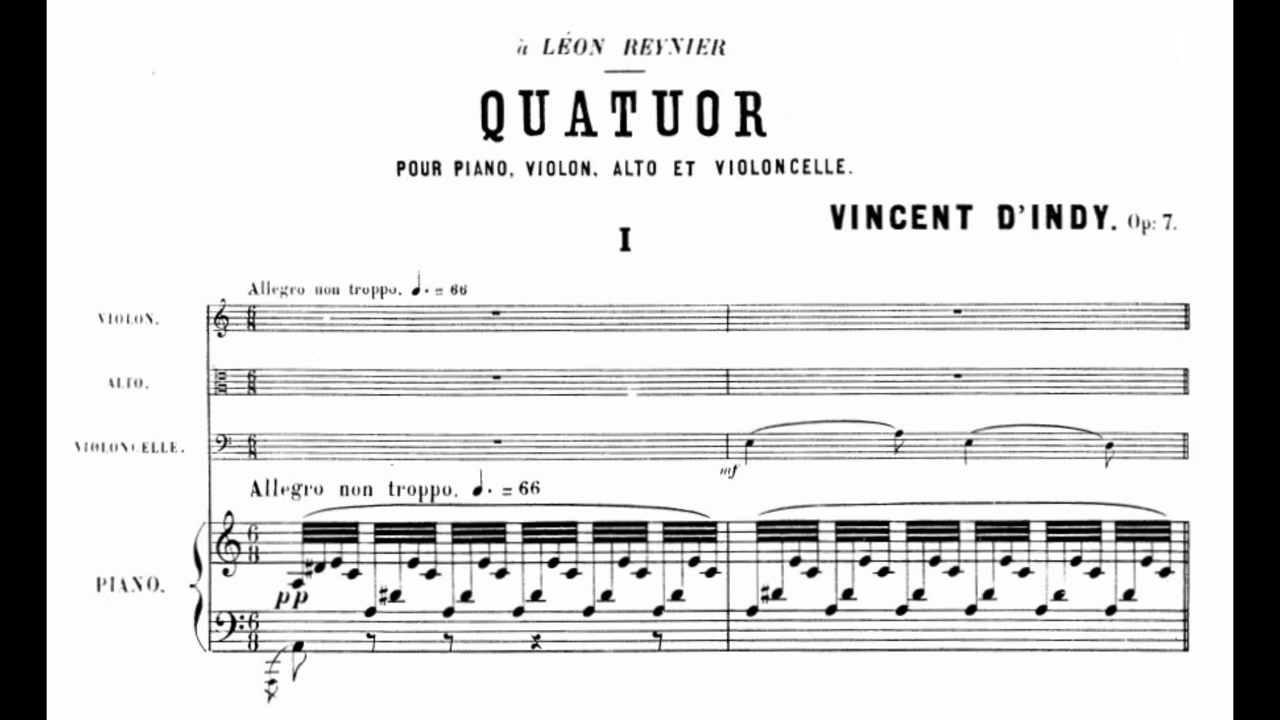 à LÉON REYNIER
QUATUOR
POUR PIANO, VIOLON, ALTO ET VIOLONCELLE.
VINCENT D'INDY. Op: 7.
I
Allegro non troppo. ♩. = 66
VIOLON.
ALTO.
VIOLONCELLE.
mf
Allegro non troppo. ♩. = 66
PIANO.
pp